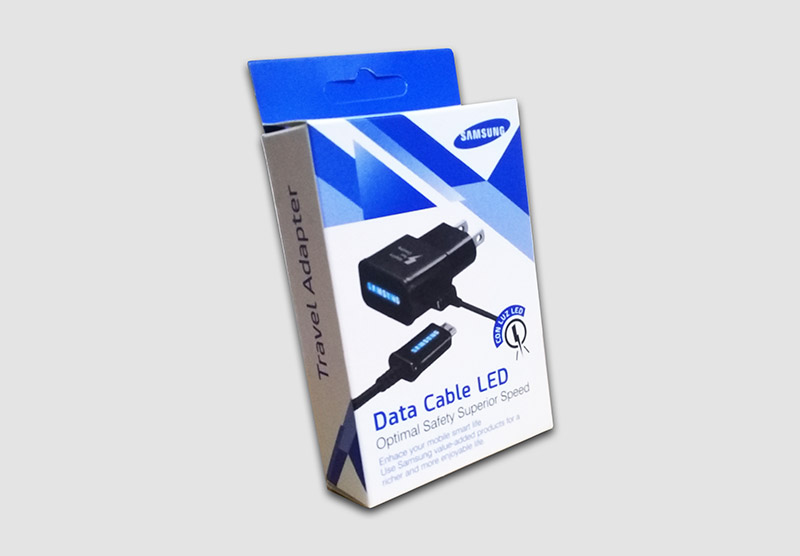 SAMSUNG
Travel Adapter
SAMSUNG
CON LUZ LED
SAMSUNG
Data Cable LED
Optimal Safety Superior Speed
Enhace your mobile smart life
Use Samsung value-added products for a
richer and more enjoyable life.